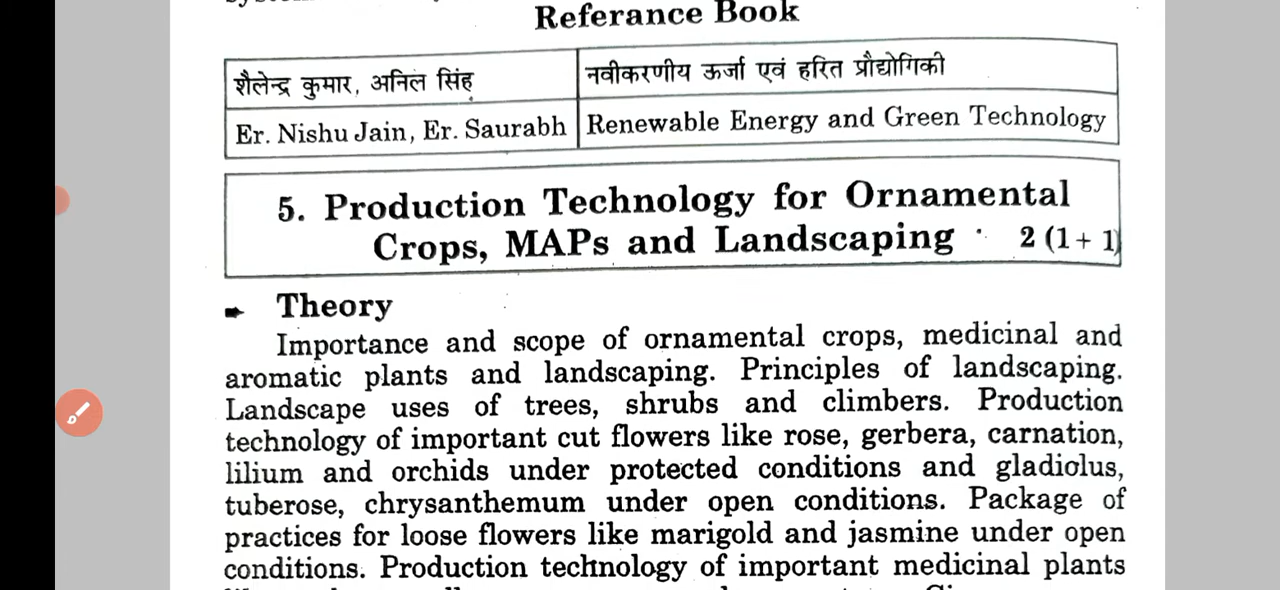 Referance Book
शैलेन्द्र कुमार, अनिल सिंह
नवीकरणीय ऊर्जा एवं हरित प्रौद्योगिकी
Er. Nishu Jain, Er. Saurabh
Renewable Energy and Green Technology
5. Production Technology for Ornamental
Crops, MAPs and Landscaping 2 (1+ 1)
Theory
Importance and scope of ornamental crops, medicinal and
aromatic plants and landscaping. Principles of landscaping.
Landscape uses of trees, shrubs and climbers. Production
technology of important cut flowers like rose, gerbera, carnation,
lilium and orchids under protected conditions and gladiolus,
tuberose, chrysanthemum under open conditions. Package of
practices for loose flowers like marigold and jasmine under open
conditions. Production technology of important medicinal plants